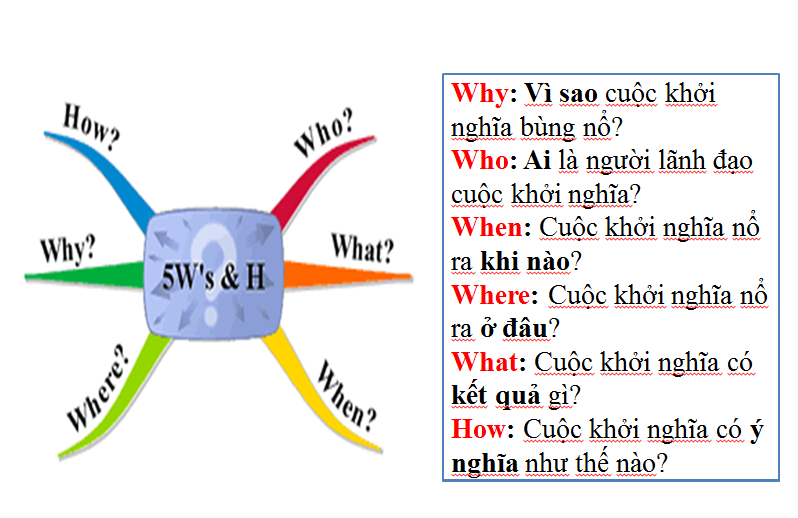 How?
Who?
Why?
What?
5W's & H
Where?
When?
Why: Vì sao cuộc khởi
nghĩa bùng nổ?
Who: Ai là người lãnh đạo
cuộc khởi nghĩa?
When: Cuộc khởi nghĩa nổ
ra khi nào?
Where: Cuộc khởi nghĩa nổ
ra ở đâu?
What: Cuộc khởi nghĩa có
kết quả gì?
How: Cuộc khởi nghĩa có ý
nghĩa như thế nào?